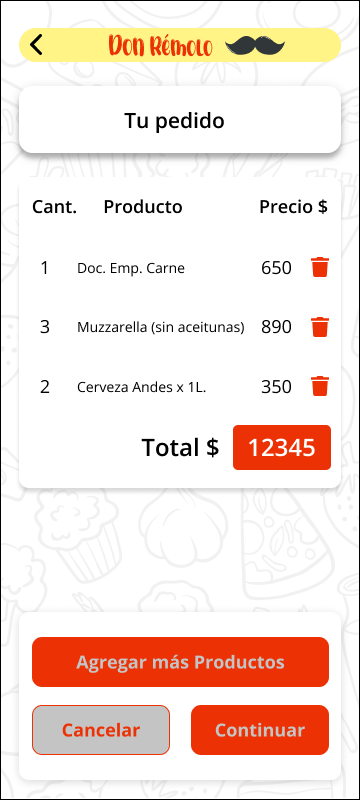 Don Rémolo
Tu pedido
Cant. Producto Precio $
1 Doc. Emp. Carne 650
3 Muzzarella (sin aceitunas) 890
2 Cerveza Andes x 1L. 350
Total $ 12345
Agregar más Productos
Cancelar Continuar